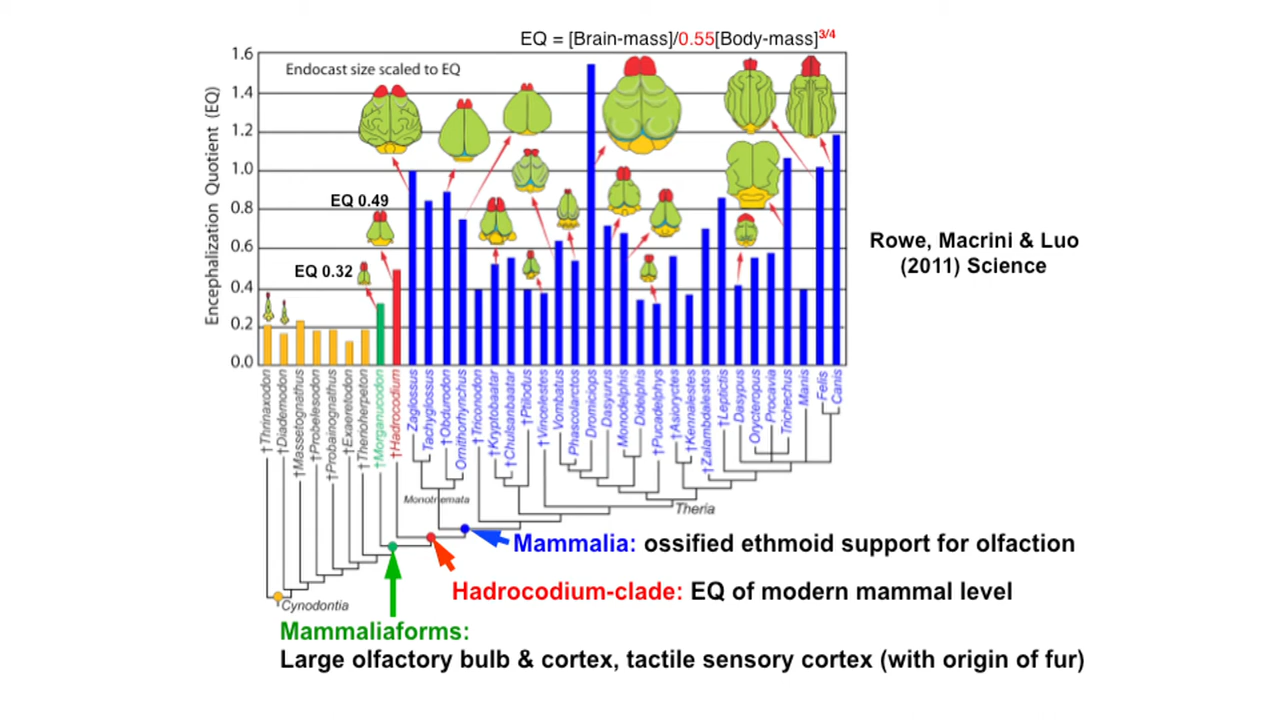 EQ = [Brain-mass]/0.55[Body-mass]3/4
1.6
Endocast size scaled to EQ
1.4
1.2
1.0
0.8
0.6
0.4
0.2
0.0
Encephalization Quotient (EQ)
EQ 0.49
EQ 0.32
Rowe, Macrini & Luo
(2011) Science
†Thrinaxodon
†Diademodon
†Massetognathus
†Probelesodon
†Probainognathus
†Exaeretodon
†Therioherpeton
†Morganucodon
†Hadrocodium
Zaglossus
Tachyglossus
†Obdurodon
Ornithorhynchus
†Triconodon
†Kryptobaatar
†Chulsanbaatar
†Ptilodus
†Vincelestes
Vombatus
Phascolarctos
Dromiciops
Dasyurus
Monodelphis
Didelphis
†Pucadelphys
†Asioryctes
†Kennalestes
†Zalambdalestes
†Leptictis
Dasypus
Orycteropus
Procavia
Trichechus
Manis
Felis
Canis
Monotremata
Theria
Mammalia: ossified ethmoid support for olfaction
Hadrocodium-clade: EQ of modern mammal level
Cynodontia
Mammaliaforms:
Large olfactory bulb & cortex, tactile sensory cortex (with origin of fur)